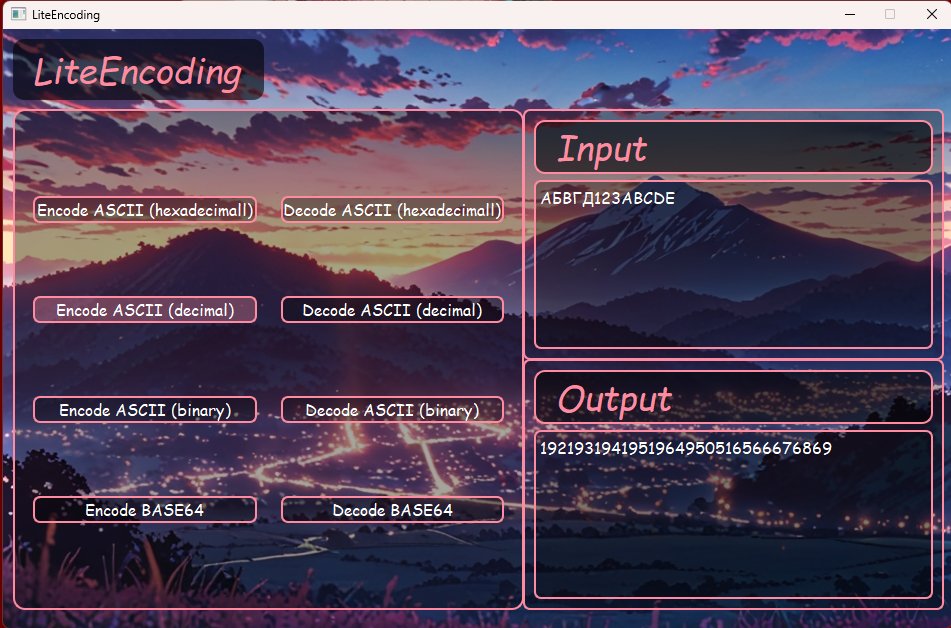 LiteEncoding
LiteEncoding
Encode ASCII (hexadecimall)
Decode ASCII (hexadecimall)
Encode ASCII (decimal)
Decode ASCII (decimal)
Encode ASCII (binary)
Decode ASCII (binary)
Encode BASE64
Decode BASE64
Input
АБВГД123ABCDE
Output
1921931941951964950516566676869